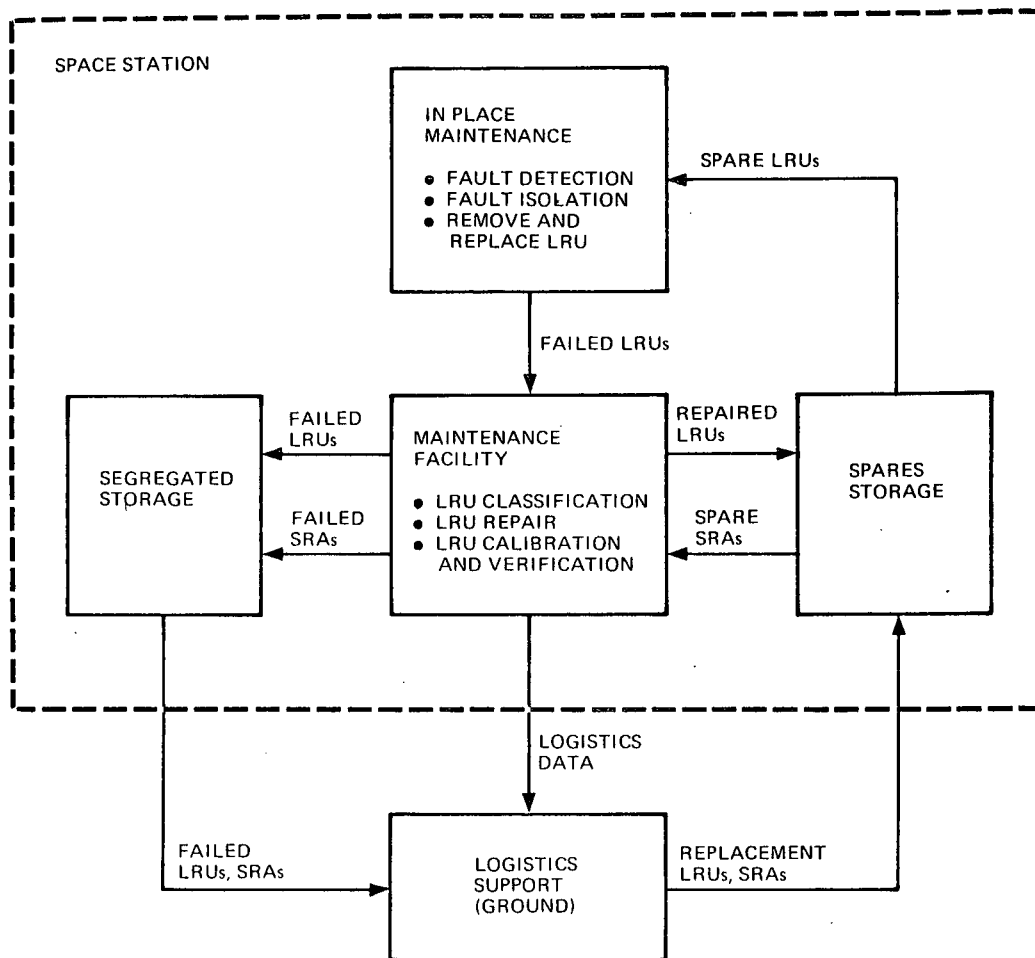 SPACE STATION
IN PLACE
MAINTENANCE
• FAULT DETECTION
• FAULT ISOLATION
• REMOVE AND
REPLACE LRU
SPARE LRUs
FAILED LRUs
SEGREGATED
STORAGE
FAILED
LRUs
FAILED
SRAs
MAINTENANCE
FACILITY
• LRU CLASSIFICATION
• LRU REPAIR
• LRU CALIBRATION
AND VERIFICATION
REPAIRED
LRUs
SPARE
SRAs
SPARES
STORAGE
LOGISTICS
DATA
FAILED
LRUs, SRAs
LOGISTICS
SUPPORT
(GROUND)
REPLACEMENT
LRUs, SRAs